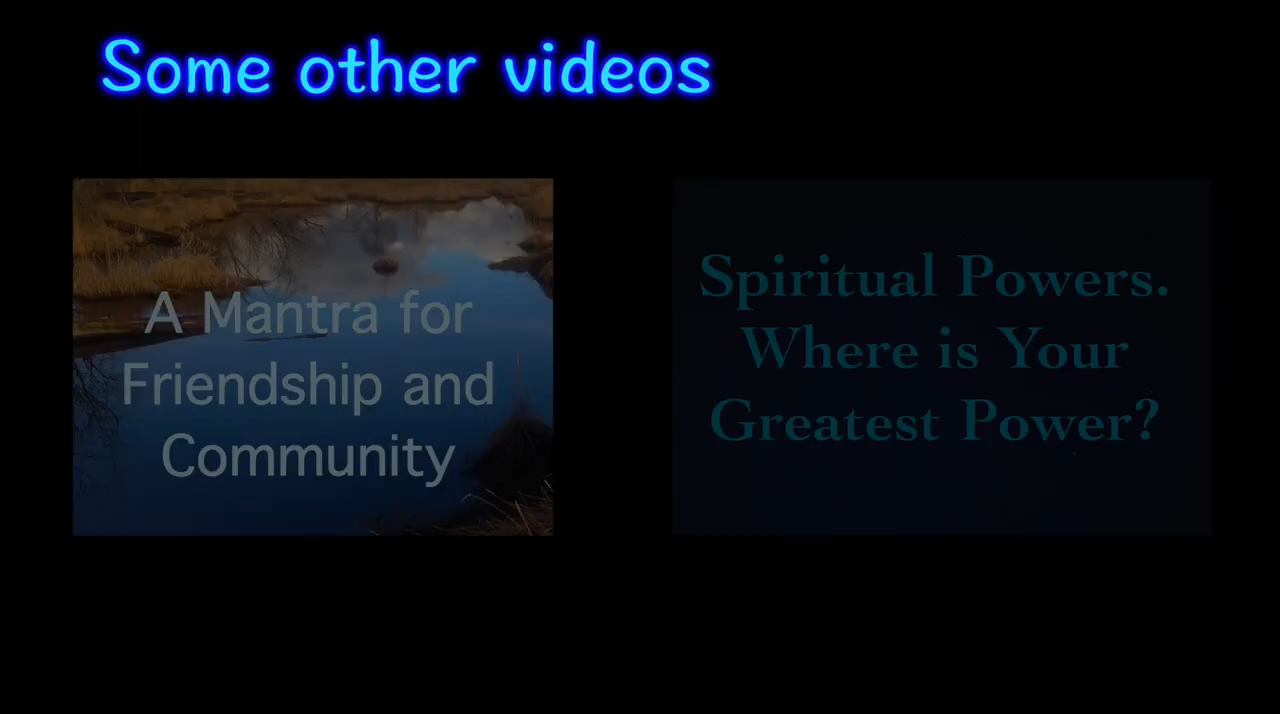 Some other videos
A Mantra for
Friendship and
Community
Spiritual Powers.
Where is Your
Greatest Power?